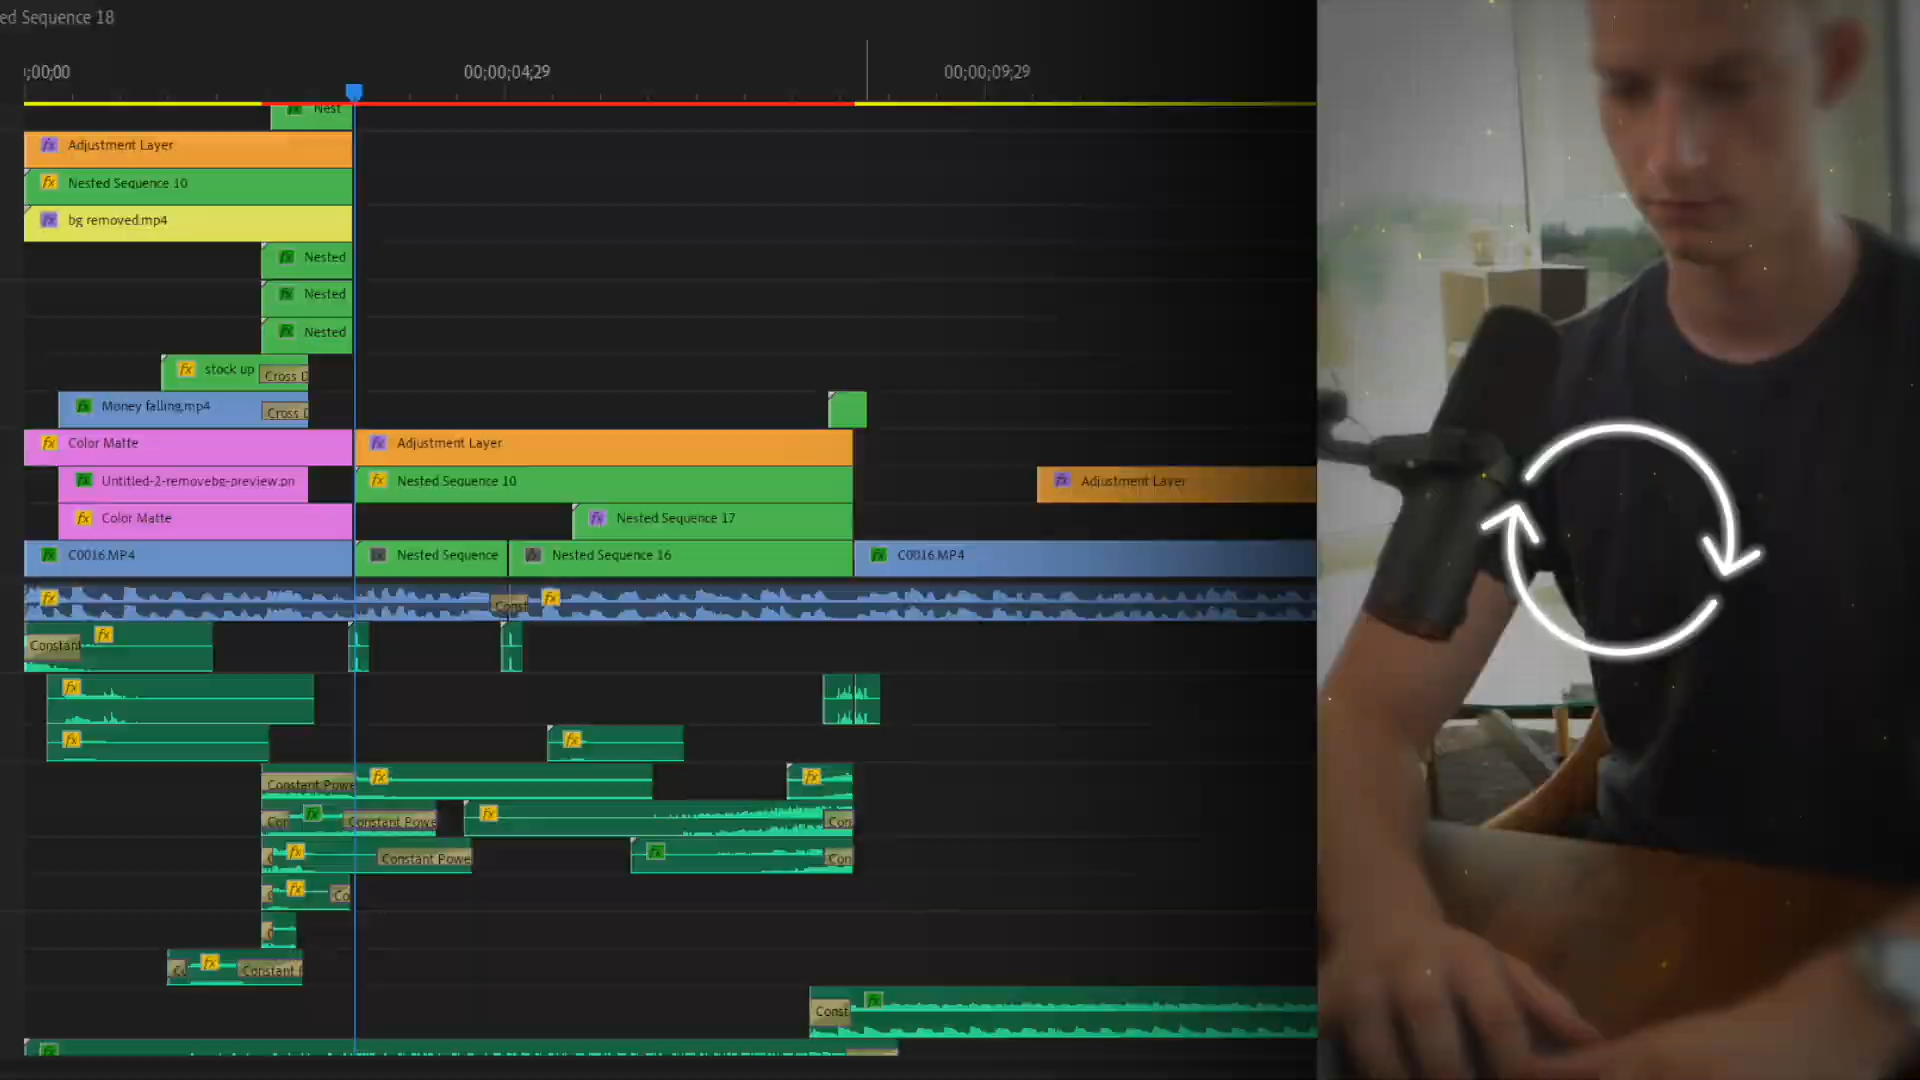 ed Sequence 18
;00;00
00;00;04;29
00;00;09;29
Nest
Adjustment Layer
Nested Sequence 10
bg removed.mp4
Nested
Nested
Nested
stock up
Cross D
Money falling.mp4
Cross D
Color Matte
Adjustment Layer
Untitled-2-removebg-preview.pn
Nested Sequence 10
Adjustment Layer
Color Matte
Nested Sequence 17
C0016.MP4
Nested Sequence
Nested Sequence 16
C0016.MP4
Const
Constant
Constant Powe
Con
Constant Powe
Con
Constant Powe
Con
Co
Constant
Const